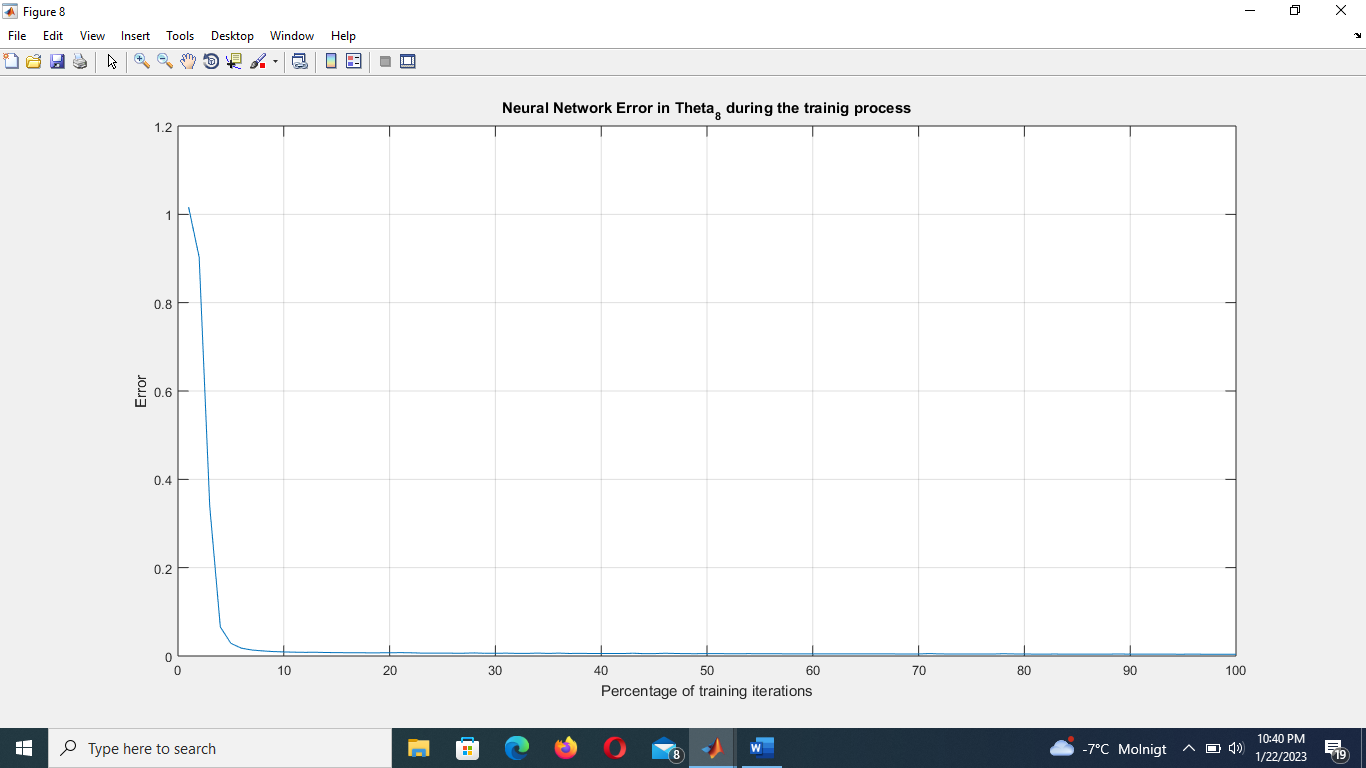 Figure 8
File Edit View Insert Tools Desktop Window Help
Neural Network Error in Theta8 during the trainig process
1.2
1
0.8
0.6
0.4
0.2
0
Error
0 10 20 30 40 50 60 70 80 90 100
Percentage of training iterations
Type here to search
8
-7°C Molnigt
10:40 PM
1/22/2023
19